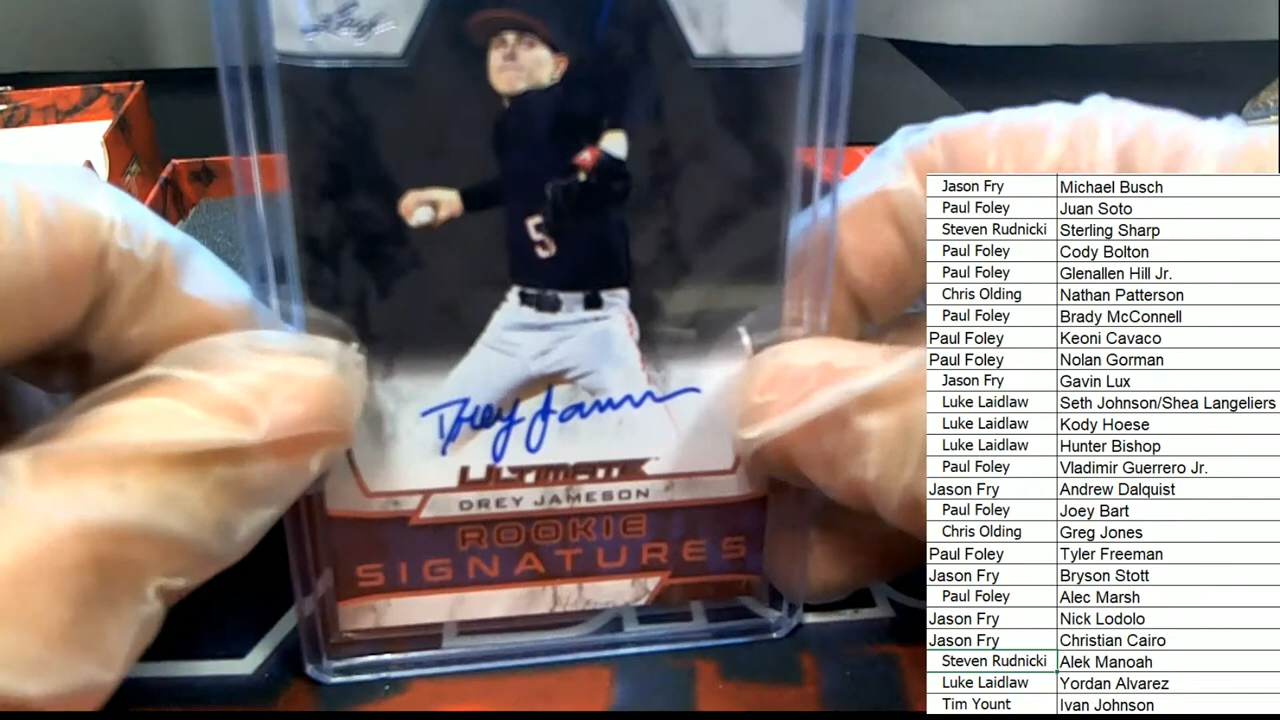 Leaf
5
Drey Jameson
ULTIMATE
DREY JAMESON
ROOKIE
SIGNATURES
Jason Fry Michael Busch
Paul Foley Juan Soto
Steven Rudnicki Sterling Sharp
Paul Foley Cody Bolton
Paul Foley Glenallen Hill Jr.
Chris Olding Nathan Patterson
Paul Foley Brady McConnell
Paul Foley Keoni Cavaco
Paul Foley Nolan Gorman
Jason Fry Gavin Lux
Luke Laidlaw Seth Johnson/Shea Langeliers
Luke Laidlaw Kody Hoese
Luke Laidlaw Hunter Bishop
Paul Foley Vladimir Guerrero Jr.
Jason Fry Andrew Dalquist
Paul Foley Joey Bart
Chris Olding Greg Jones
Paul Foley Tyler Freeman
Jason Fry Bryson Stott
Paul Foley Alec Marsh
Jason Fry Nick Lodolo
Jason Fry Christian Cairo
Steven Rudnicki Alek Manoah
Luke Laidlaw Yordan Alvarez
Tim Yount Ivan Johnson